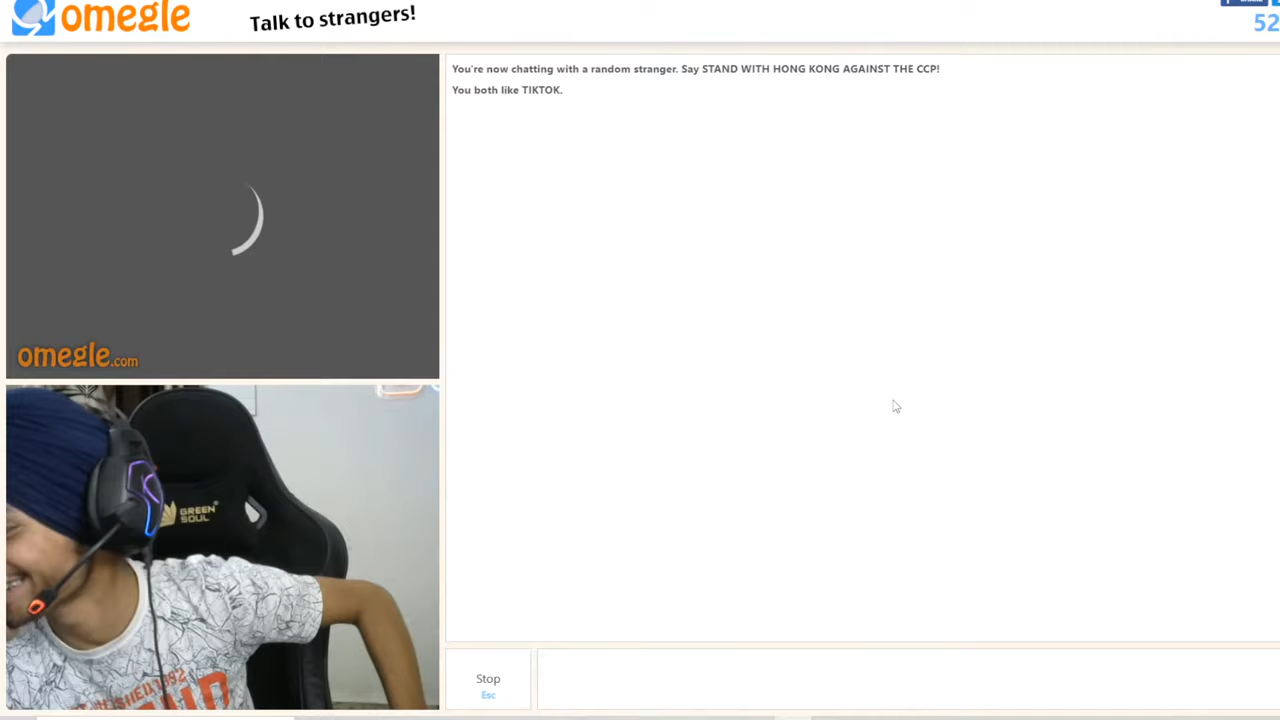 omegle
Talk to strangers!
52
You're now chatting with a random stranger. Say STAND WITH HONG KONG AGAINST THE CCP!
You both like TIKTOK.
omegle.com
GREEN
SOUL
Stop
Esc